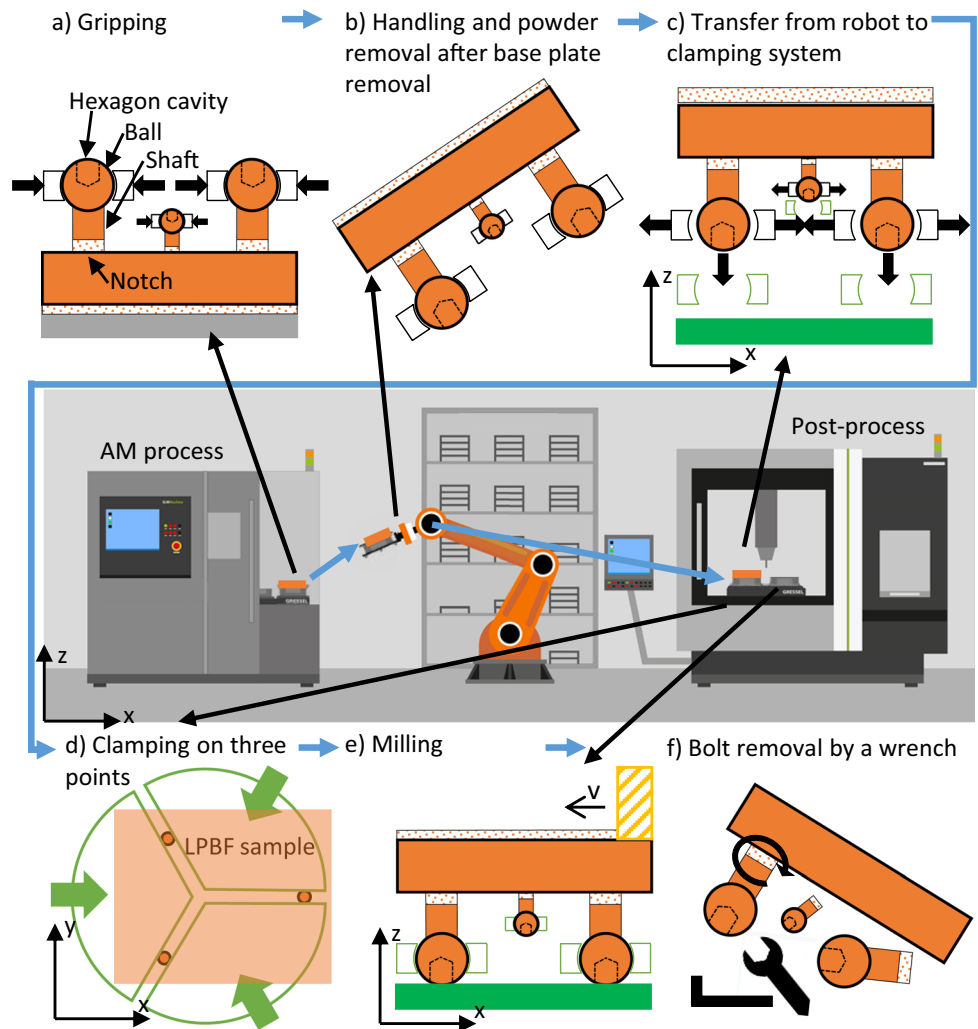 a) Gripping
b) Handling and powder
removal after base plate
removal
c) Transfer from robot to
clamping system
Hexagon cavity
Ball
Shaft
Notch
z
x
AM process
Post-process
GRESSEL
GRESSEL
z
x
d) Clamping on three
points
e) Milling
f) Bolt removal by a wrench
v
LPBF sample
y
x
z
x